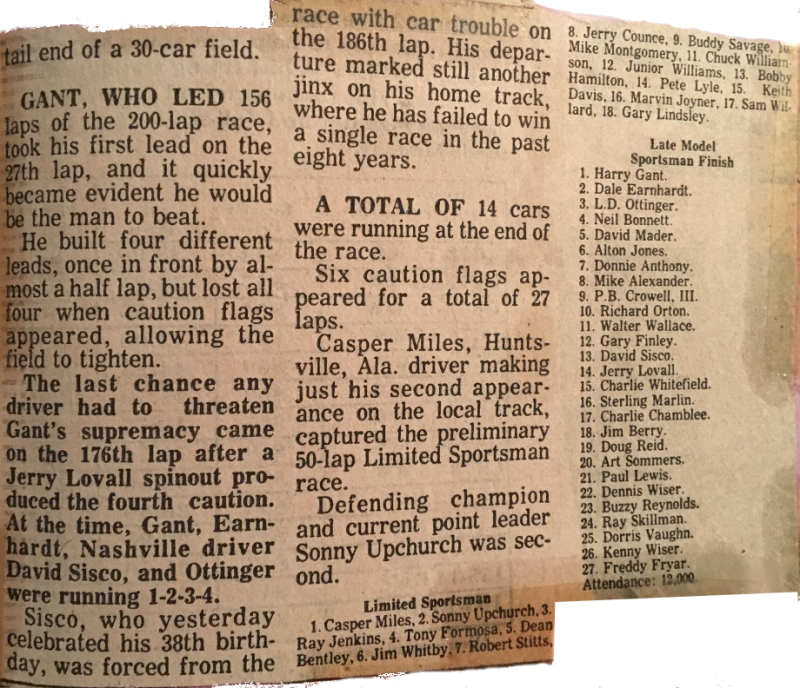 tail end of a 30-car field.
GANT, WHO LED 156
laps of the 200-lap race,
took his first lead on the
27th lap, and it quickly
became evident he would
be the man to beat.
He built four different
leads, once in front by al-
most a half lap, but lost all
four when caution flags
appeared, allowing the
field to tighten.
The last chance any
driver had to threaten
Gant's supremacy came
on the 176th lap after a
Jerry Lovall spinout pro-
duced the fourth caution.
At the time, Gant, Earn-
hardt, Nashville driver
David Sisco, and Ottinger
were running 1-2-3-4.
Sisco, who yesterday
celebrated his 38th birth-
day, was forced from the
race with car trouble on
the 186th lap. His depar-
ture marked still another
jinx on his home track,
where he has failed to win
a single race in the past
eight years.
A TOTAL OF 14 cars
were running at the end of
the race.
Six caution flags ap-
peared for a total of 27
laps.
Casper Miles, Hunts-
ville, Ala. driver making
just his second appear-
ance on the local track,
captured the preliminary
50-lap Limited Sportsman
race.
Defending champion
and current point leader
Sonny Upchurch was sec-
ond.
Limited Sportsman
1. Casper Miles, 2. Sonny Upchurch, 3.
Ray Jenkins, 4. Tony Formosa, 5. Dean
Bentley, 6. Jim Whitby, 7. Robert Stitts,
8. Jerry Counce, 9. Buddy Savage, 10.
Mike Montgomery, 11. Chuck William-
son, 12. Junior Williams, 13. Bobby
Hamilton, 14. Pete Lyle, 15. Keith
Davis, 16. Marvin Joyner, 17. Sam Wil-
lard, 18. Gary Lindsley.
Late Model
Sportsman Finish
1. Harry Gant.
2. Dale Earnhardt.
3. L.D. Ottinger.
4. Neil Bonnett.
5. David Mader.
6. Alton Jones.
7. Donnie Anthony.
8. Mike Alexander.
9. P.B. Crowell, III.
10. Richard Orton.
11. Walter Wallace.
12. Gary Finley.
13. David Sisco.
14. Jerry Lovall.
15. Charlie Whitefield.
16. Sterling Marlin.
17. Charlie Chamblee.
18. Jim Berry.
19. Doug Reid.
20. Art Sommers.
21. Paul Lewis.
22. Dennis Wiser.
23. Buzzy Reynolds.
24. Ray Skillman.
25. Dorris Vaughn.
26. Kenny Wiser.
27. Freddy Fryar.
Attendance: 12,000.